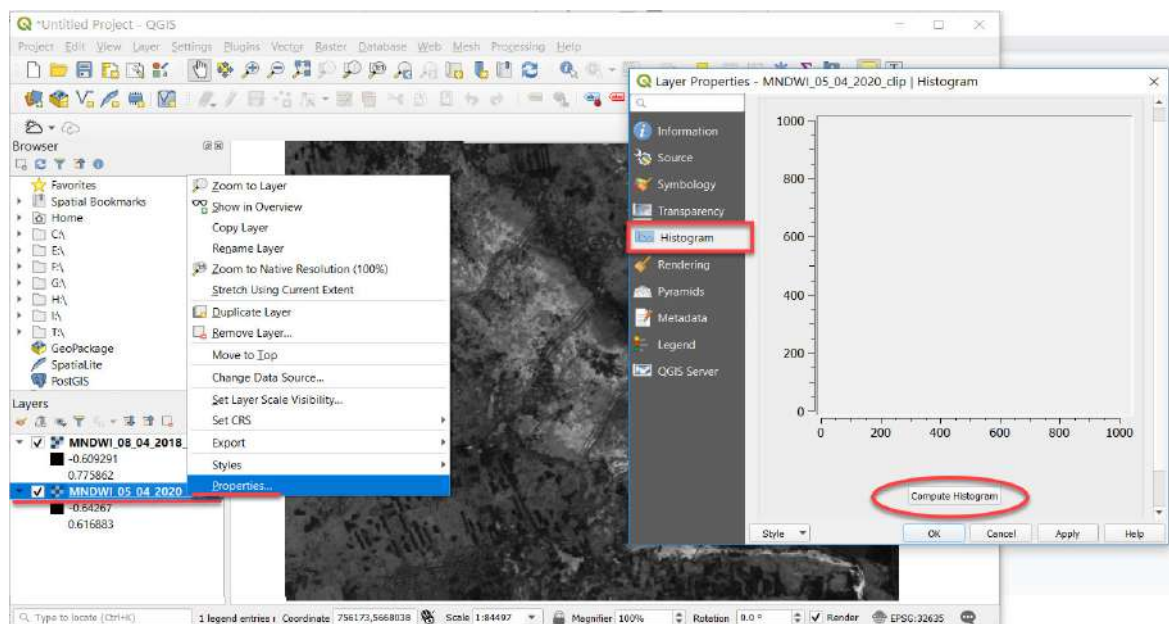 *Untitled Project - QGIS
Project Edit View Layer Settings Plugins Vector Raster Database Web Mesh Processing Help
Browser
Favorites
Spatial Bookmarks
Home
C:\
E:\
F:\
G:\
H:\
I:\
T:\
GeoPackage
SpatiaLite
PostGIS
Layers
MNDWI_08_04_2018_
-0.609291
0.775862
MNDWI_05_04_2020
-0.64267
0.616883
Zoom to Layer
Show in Overview
Copy Layer
Rename Layer
Zoom to Native Resolution (100%)
Stretch Using Current Extent
Duplicate Layer
Remove Layer...
Move to Top
Change Data Source...
Set Layer Scale Visibility...
Set CRS
Export
Styles
Properties...
Layer Properties - MNDWI_05_04_2020_clip | Histogram
Information
Source
Symbology
Transparency
Histogram
Rendering
Pyramids
Metadata
Legend
QGIS Server
1000
800
600
400
200
0
0 200 400 600 800 1000
Compute Histogram
Style OK Cancel Apply Help
Type to locate (Ctrl+K) 1 legend entries Coordinate 756173,5668038 Scale 1:84497 Magnifier 100% Rotation 0.0 ° Render EPSG:32635